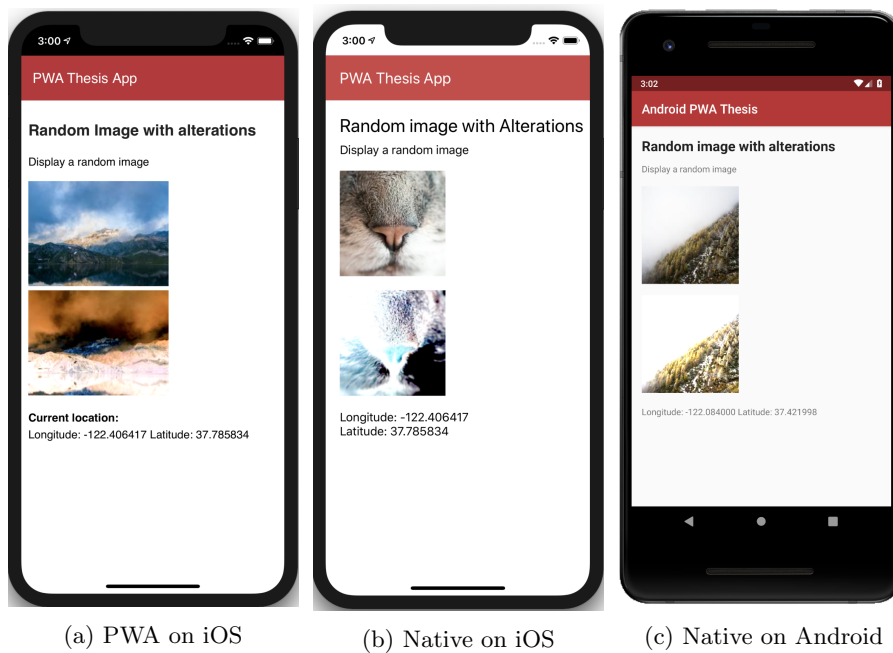 3:00
PWA Thesis App
Random Image with alterations
Display a random image
Current location:
Longitude: -122.406417 Latitude: 37.785834
(a) PWA on iOS
3:00
PWA Thesis App
Random image with Alterations
Display a random image
Longitude: -122.406417
Latitude: 37.785834
(b) Native on iOS
3:02
Android PWA Thesis
Random image with alterations
Display a random image
Longitude: -122.084000 Latitude: 37.421998
(c) Native on Android